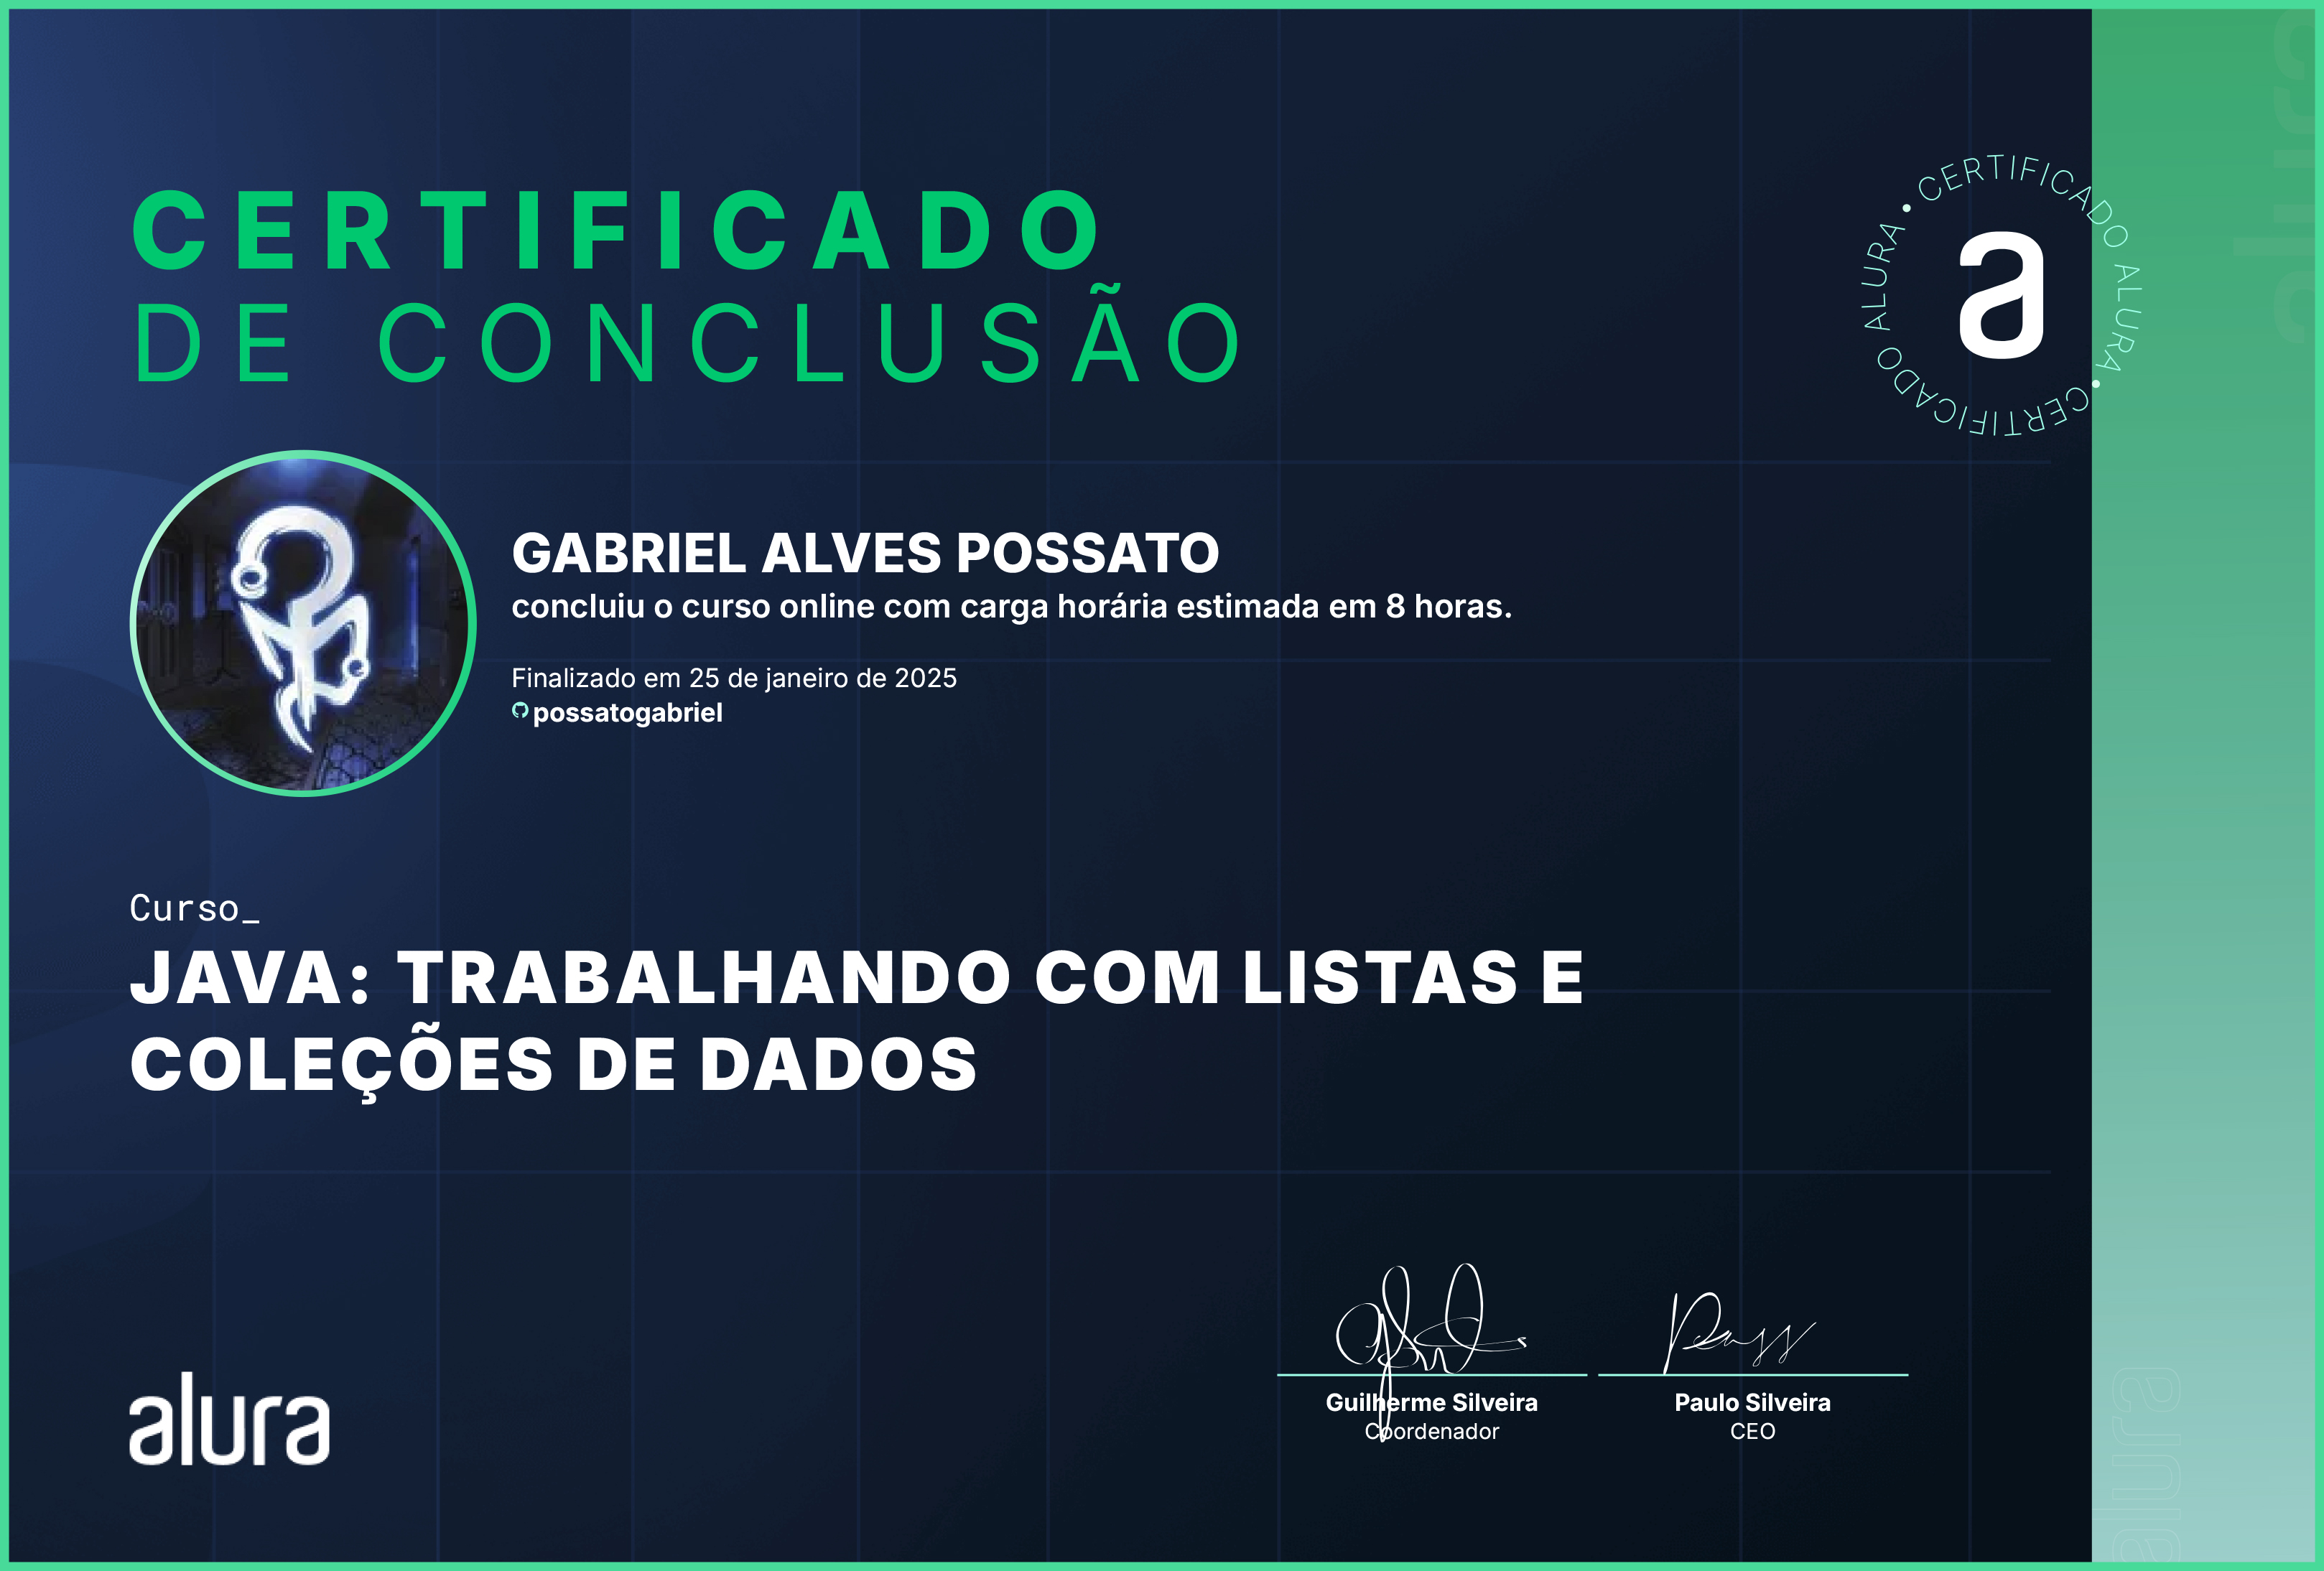 CERTIFICADO
DE CONCLUSÃO
CERTIFICADO ALURA • CERTIFICADO ALURA •
a
GABRIEL ALVES POSSATO
concluiu o curso online com carga horária estimada em 8 horas.
Finalizado em 25 de janeiro de 2025
possatogabriel
Curso_
JAVA: TRABALHANDO COM LISTAS E
COLEÇÕES DE DADOS
Guilherme Silveira
Coordenador
Paulo Silveira
CEO
alura
alura
alura